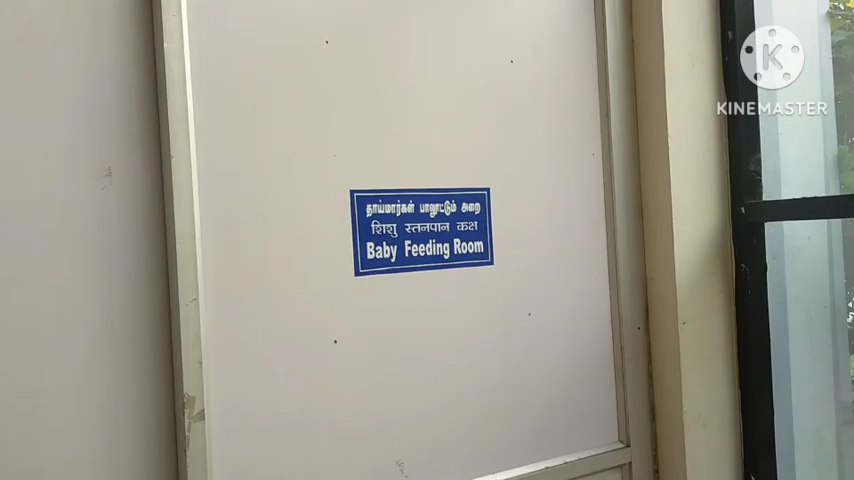 தாய்மார்கள் பாலூட்டும் அறை
शिशु स्तनपान कक्ष
Baby Feeding Room
K
KINEMASTER